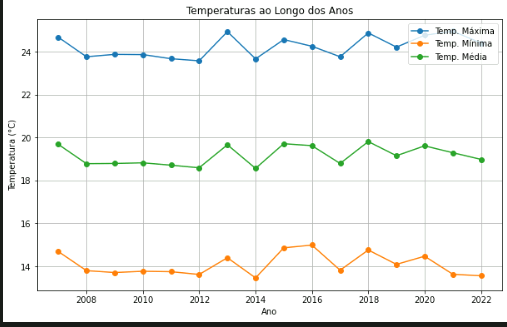 Temperaturas ao Longo dos Anos
Temp. Máxima
Temp. Mínima
Temp. Média
Temperatura (°C)
24
22
20
18
16
14
2008 2010 2012 2014 2016 2018 2020 2022
Ano